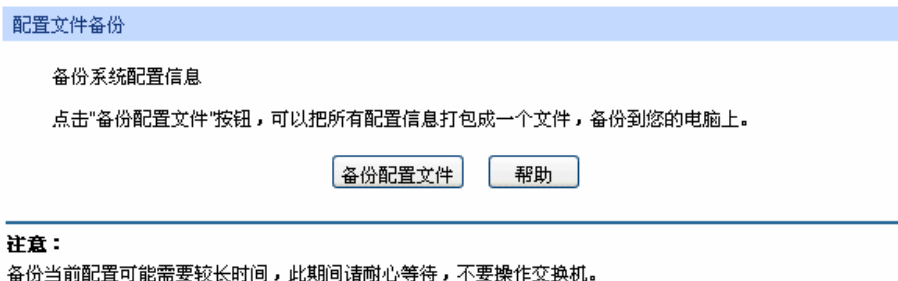 配置文件备份
备份系统配置信息
点击"备份配置文件"按钮，可以把所有配置信息打包成一个文件，备份到您的电脑上。
备份配置文件 帮助
注意：
备份当前配置可能需要较长时间，此期间请耐心等待，不要操作交换机。